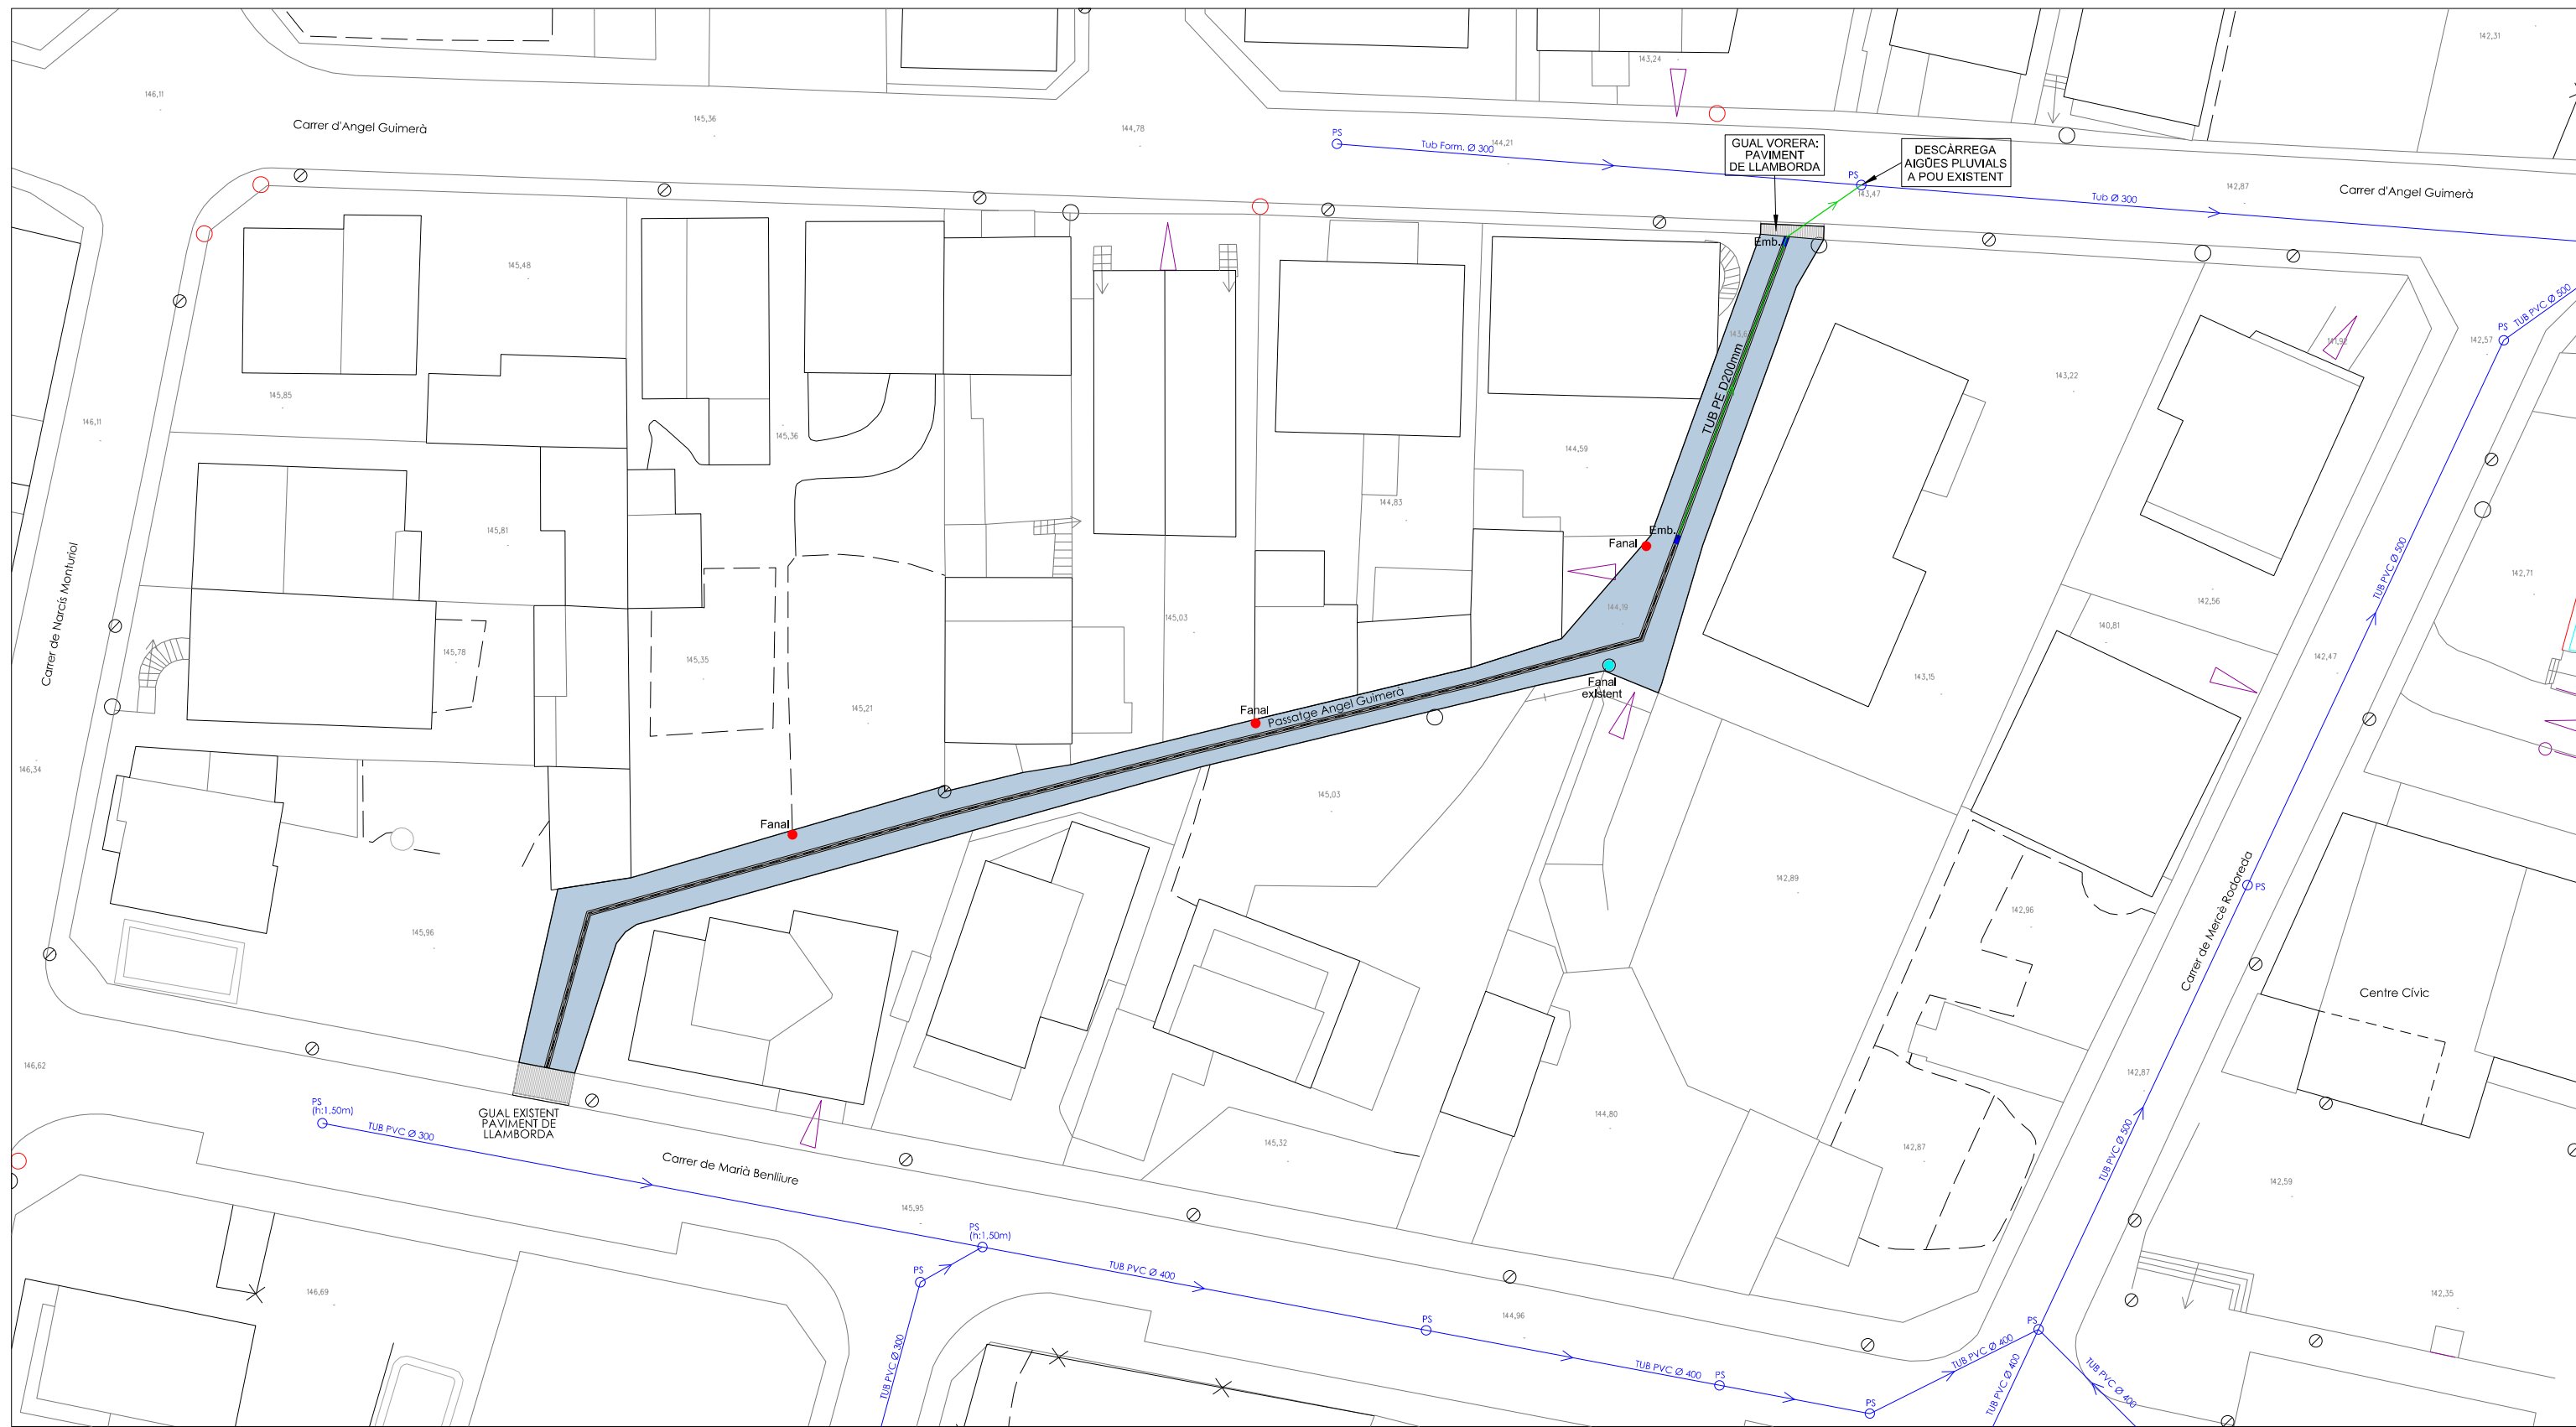 142,31
143,24
146,11
Carrer d'Angel Guimerà
145,36
144,78
PS
Tub Form. Ø 300
144,21
GUAL VORERA:
PAVIMENT
DE LLAMBORDA
DESCÀRREGA
AIGÜES PLUVIALS
A POU EXISTENT
PS
143,47
Tub Ø 300
142,87
Carrer d'Angel Guimerà
Emb.
145,48
TUB PVC Ø 500
PS
142,57
TUB PE D200mm
143,22
145,85
146,11
145,36
144,59
144,83
145,81
Emb.
Fanal
TUB PVC Ø 500
142,71
142,56
Carrer de Narcís Monturiol
144,19
145,03
140,81
145,78
145,35
142,47
143,15
Fanal
existent
145,21
Fanal
Passatge Angel Guimerà
146,34
145,03
Fanal
142,89
Carrer de Mercè Rodoreda
PS
142,96
145,96
Centre Cívic
146,62
142,87
PS
(h:1.50m)
TUB PVC Ø 300
GUAL EXISTENT
PAVIMENT DE
LLAMBORDA
144,80
145,32
142,87
TUB PVC Ø 500
Carrer de Marià Benlliure
142,59
145,95
PS
(h:1.50m)
PS
TUB PVC Ø 400
146,69
142,35
PS
144,96
PS
TUB PVC Ø 300
TUB PVC Ø 400
PS
TUB PVC Ø 400
PS
TUB PVC Ø 400
TUB PVC Ø 400